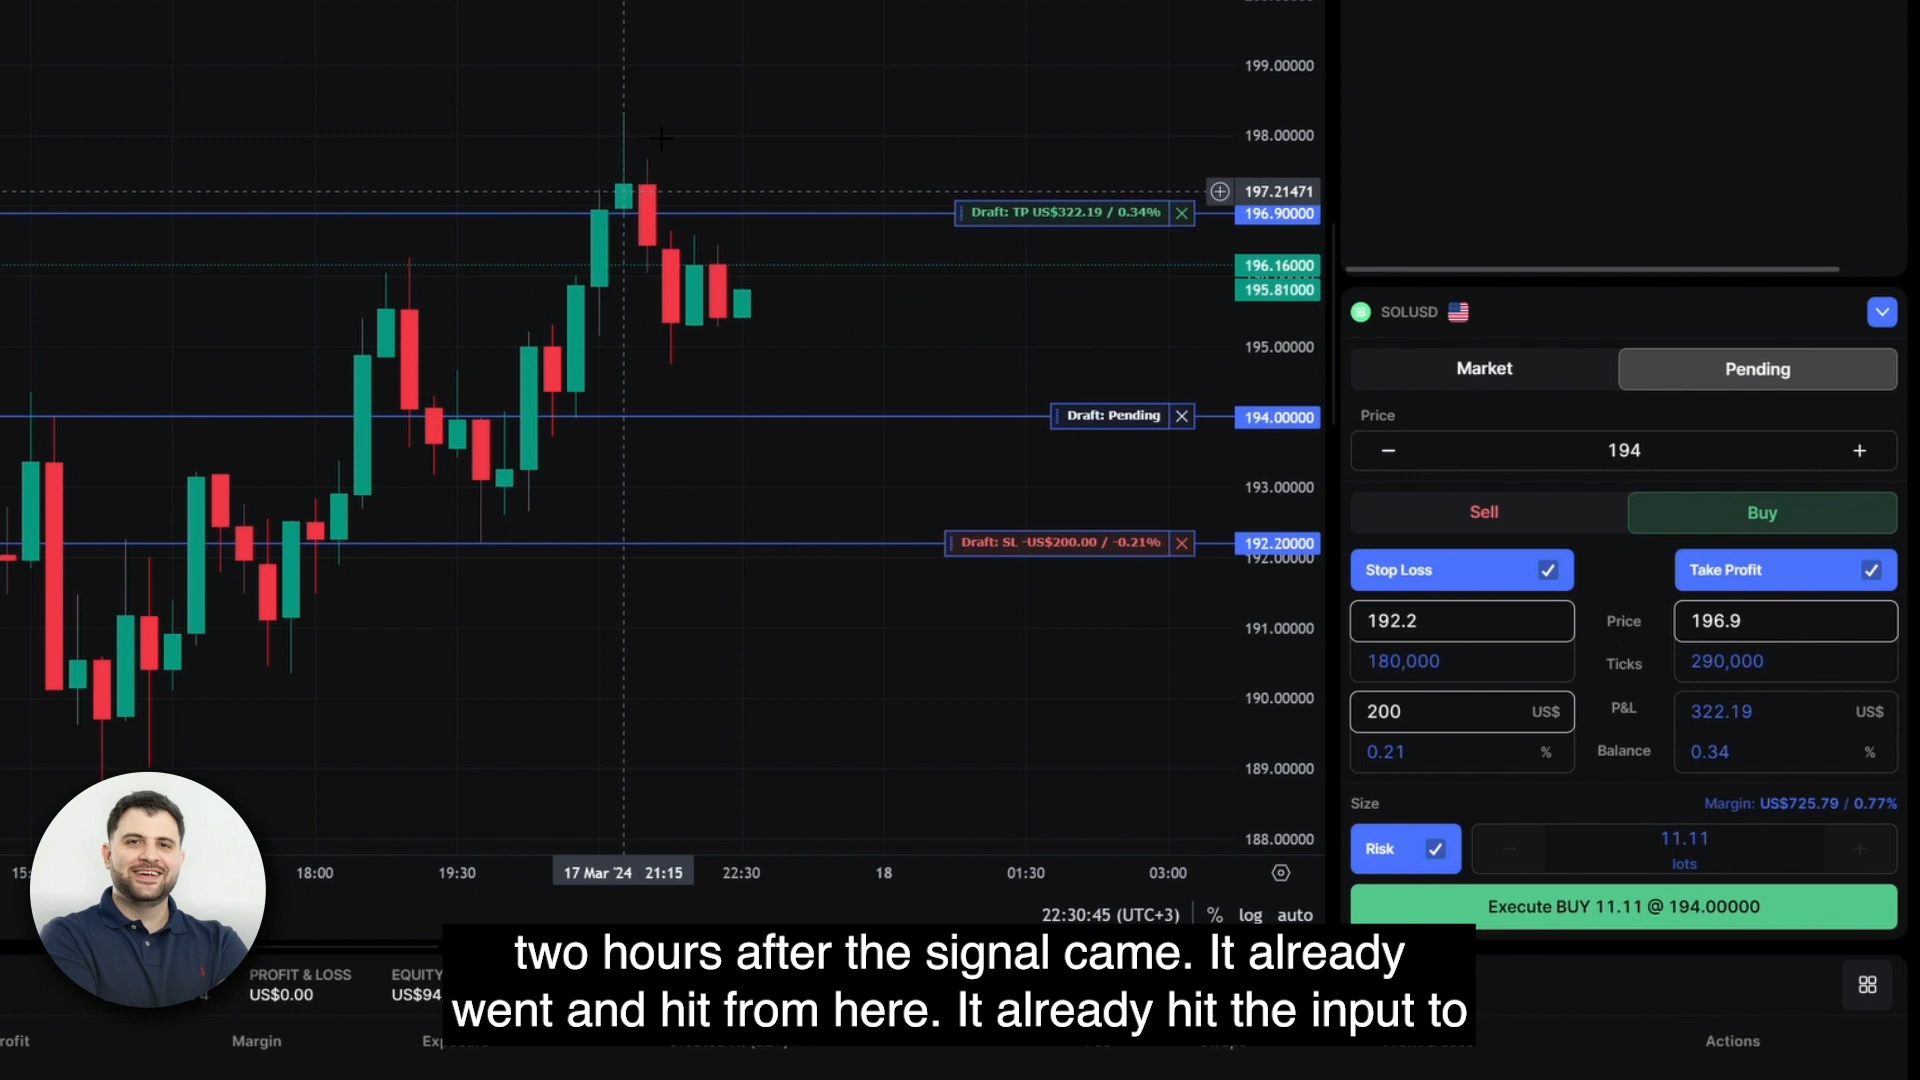 199.00000
198.00000
197.21471
Draft: TP US$322.19 / 0.34%
196.90000
196.16000
195.81000
195.00000
Draft: Pending
194.00000
193.00000
Draft: SL -US$200.00 / -0.21%
192.20000
192.00000
191.00000
190.00000
189.00000
188.00000
18:00
19:30
17 Mar '24 21:15
22:30
18
01:30
03:00
22:30:45 (UTC+3)
%
log
auto
SOLUSD
Market
Pending
Price
194
Sell
Buy
Stop Loss
Take Profit
192.2
Price
196.9
180,000
Ticks
290,000
200 US$
P&L
322.19 US$
0.21 %
Balance
0.34 %
Size
Margin: US$725.79 / 0.77%
Risk
11.11
lots
Execute BUY 11.11 @ 194.00000
PROFIT & LOSS
US$0.00
EQUITY
US$94
Margin
Actions
two hours after the signal came. It already
went and hit from here. It already hit the input to